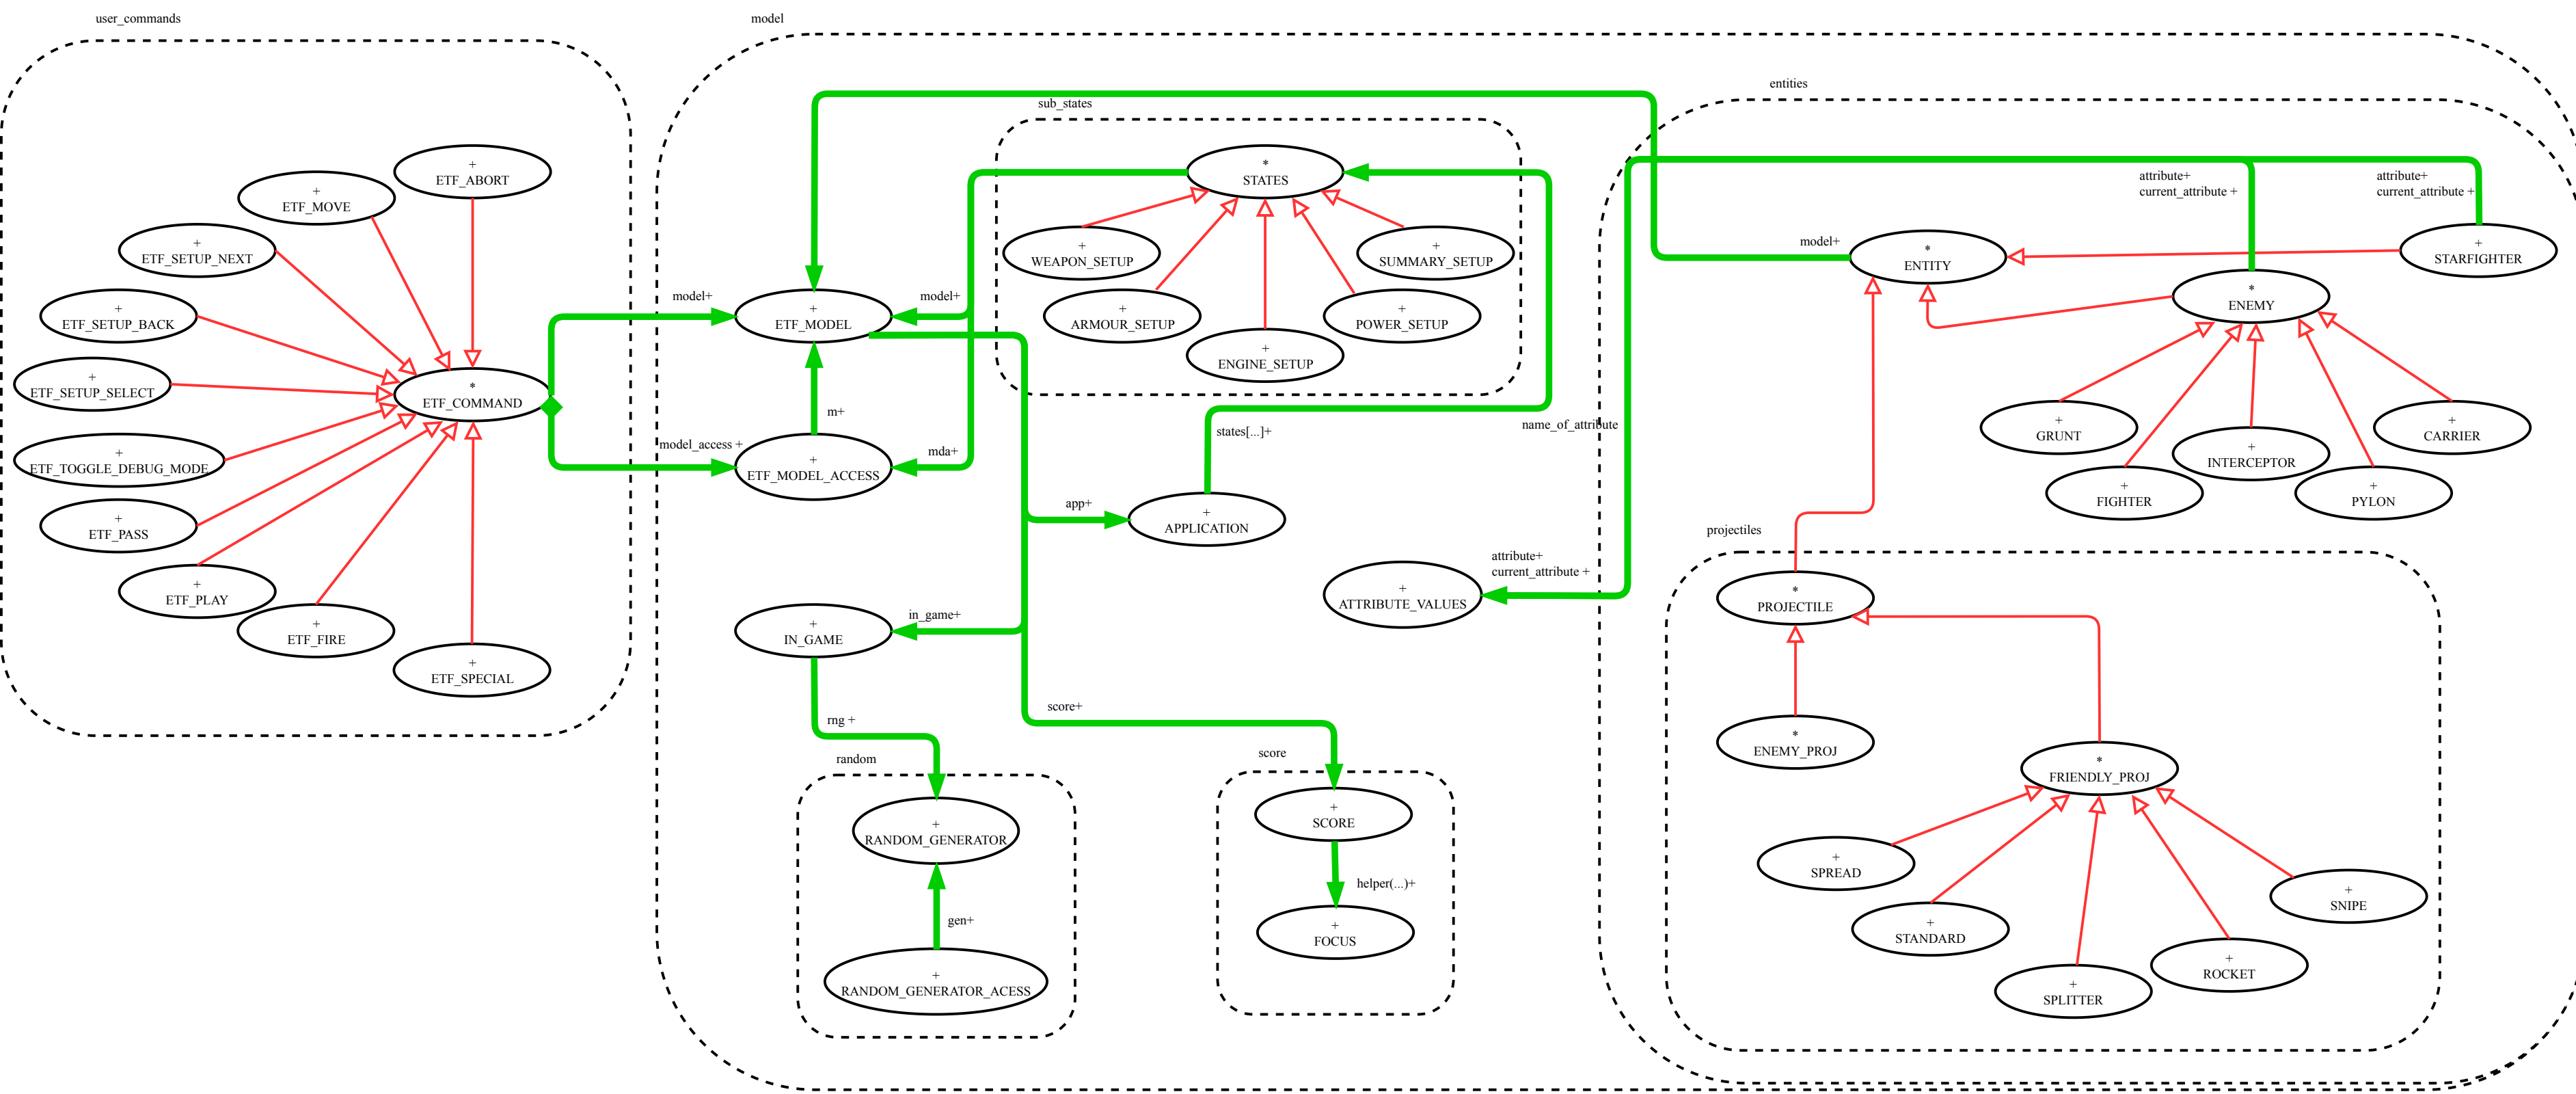 user_commands
+
ETF_ABORT
+
ETF_MOVE
+
ETF_SETUP_NEXT
+
ETF_SETUP_BACK
+
ETF_SETUP_SELECT
*
ETF_COMMAND
+
ETF_TOGGLE_DEBUG_MODE
+
ETF_PASS
+
ETF_PLAY
+
ETF_FIRE
+
ETF_SPECIAL
model
model+
model_access +
+
ETF_MODEL
m+
+
ETF_MODEL_ACCESS
model+
mda+
sub_states
*
STATES
+
WEAPON_SETUP
+
SUMMARY_SETUP
+
ARMOUR_SETUP
+
POWER_SETUP
+
ENGINE_SETUP
states[...]+
app+
+
APPLICATION
in_game+
+
IN_GAME
rng +
score+
random
+
RANDOM_GENERATOR
gen+
+
RANDOM_GENERATOR_ACESS
score
+
SCORE
helper(...)+
+
FOCUS
name_of_attribute
attribute+
current_attribute +
+
ATTRIBUTE_VALUES
entities
attribute+
current_attribute +
attribute+
current_attribute +
model+
*
ENTITY
+
STARFIGHTER
*
ENEMY
+
GRUNT
+
FIGHTER
+
INTERCEPTOR
+
PYLON
+
CARRIER
projectiles
*
PROJECTILE
*
ENEMY_PROJ
*
FRIENDLY_PROJ
+
SPREAD
+
STANDARD
+
SPLITTER
+
ROCKET
+
SNIPE